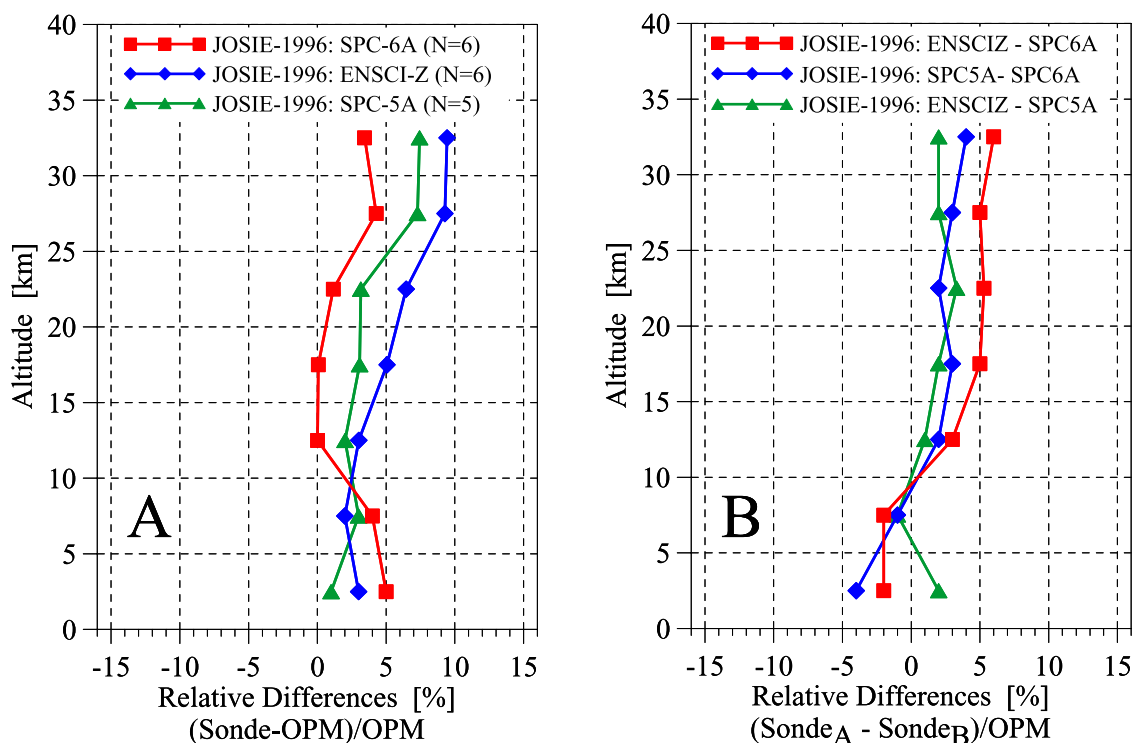 40
35
30
25
20
15
10
5
0
Altitude [km]
JOSIE-1996: SPC-6A (N=6)
JOSIE-1996: ENSCI-Z (N=6)
JOSIE-1996: SPC-5A (N=5)
A
-15 -10 -5 0 5 10 15
Relative Differences [%]
(Sonde-OPM)/OPM
40
35
30
25
20
15
10
5
0
Altitude [km]
JOSIE-1996: ENSCIZ - SPC6A
JOSIE-1996: SPC5A- SPC6A
JOSIE-1996: ENSCIZ - SPC5A
B
-15 -10 -5 0 5 10 15
Relative Differences [%]
(SondeA - SondeB)/OPM